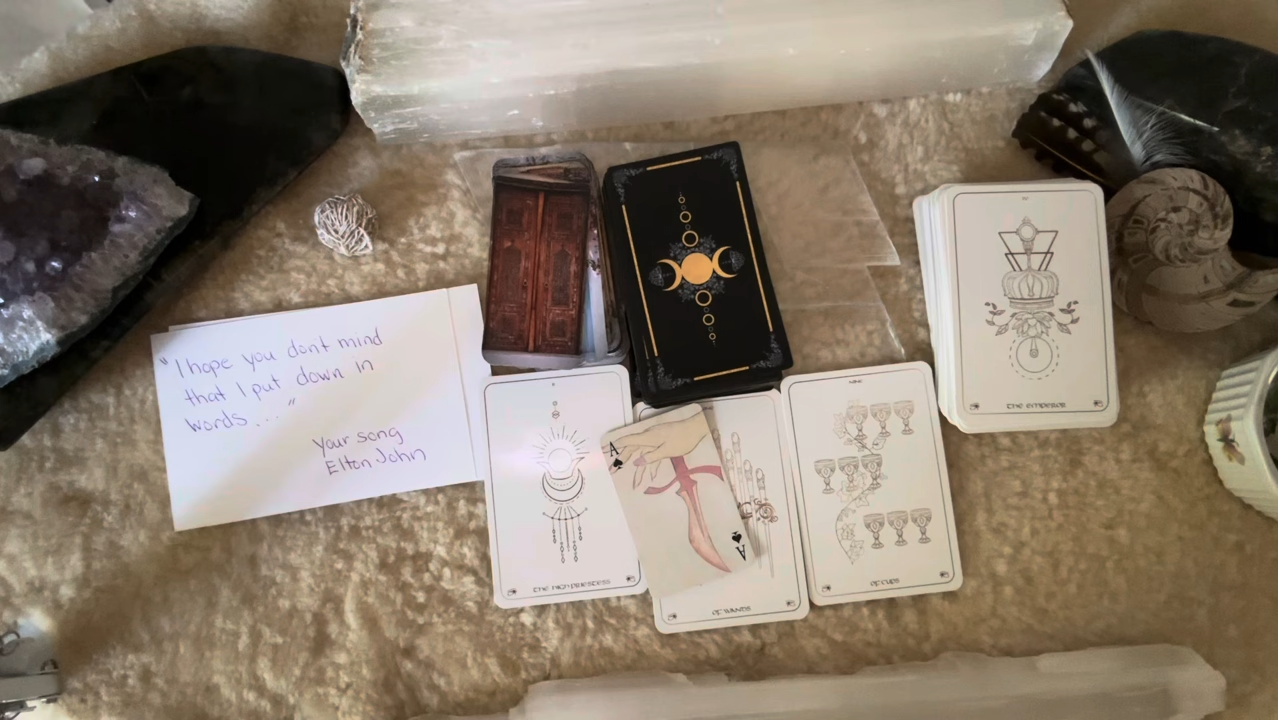 "I hope you dont mind
that I put down in
words . . . "
Your song
Elton John
THE EMPEROR
THE HIGH PRIESTESS
A
A
OF WANDS
NINE
OF CUPS